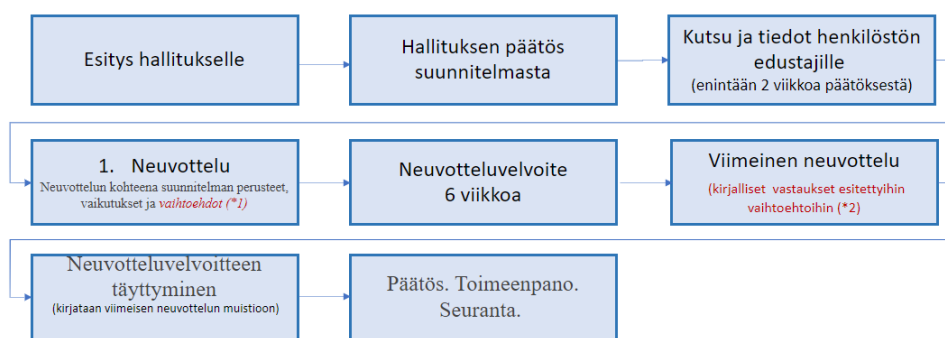 Esitys hallitukselle
Hallituksen päätös
suunnitelmasta
Kutsu ja tiedot henkilöstön
edustajille
(enintään 2 viikkoa päätöksestä)
1. Neuvottelu
Neuvottelun kohteena suunnitelman perusteet,
vaikutukset ja vaihtoehdot (*1)
Neuvotteluvelvoite
6 viikkoa
Viimeinen neuvottelu
(kirjalliset vastaukset esitettyihin
vaihtoehtoihin (*2)
Neuvotteluvelvoitteen
täyttyminen
(kirjataan viimeisen neuvottelun muistioon)
Päätös. Toimeenpano.
Seuranta.